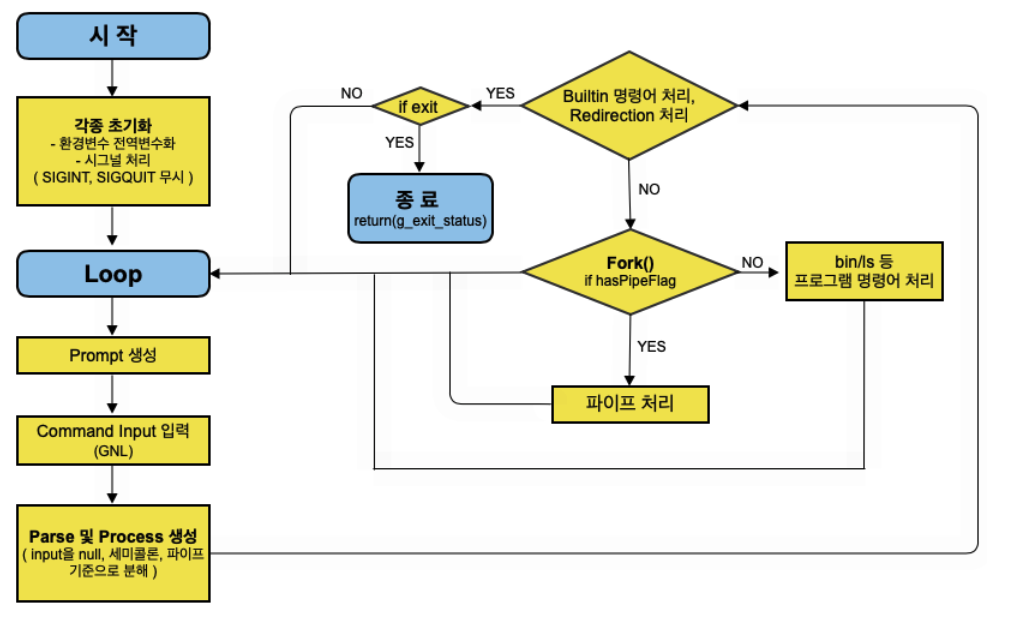 시 작
각종 초기화
- 환경변수 전역변수화
- 시그널 처리
( SIGINT, SIGQUIT 무시 )
Loop
Prompt 생성
Command Input 입력
(GNL)
Parse 및 Process 생성
( input을 null, 세미콜론, 파이프
기준으로 분해 )
Builtin 명령어 처리,
Redirection 처리
YES
if exit
NO
YES
종 료
return(g_exit_status)
NO
Fork()
if hasPipeFlag
NO
bin/ls 등
프로그램 명령어 처리
YES
파이프 처리